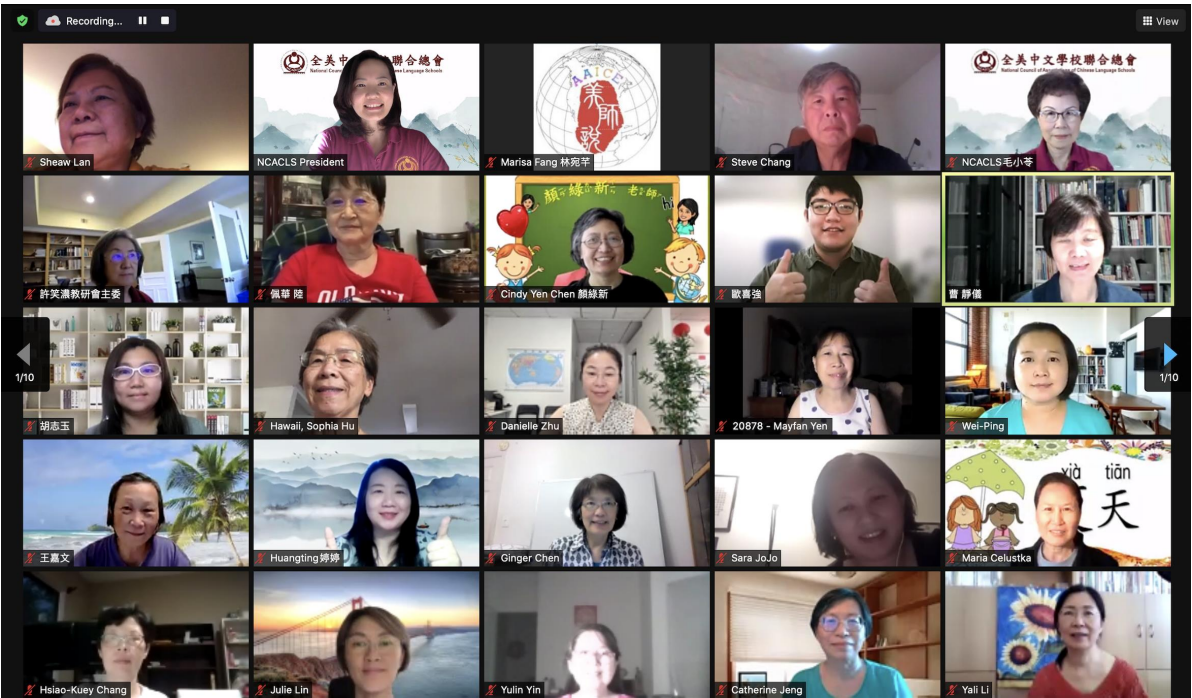 Recording...
View
全美中文學校聯合總會
Sheaw Lan
NCACLS President
AAICE
美師說
Marisa Fang 林宛芊
Steve Chang
全美中文學校聯合總會
National Council of Associations of Chinese Language Schools
NCACLS毛小苓
許笑濃教研會主委
佩華 陸
顏緣新老師
hi
Cindy Yen Chen 顏綠新
歐喜強
曹 靜儀
1/10
1/10
胡志玉
Hawaii, Sophia Hu
Danielle Zhu
20878 - Mayfan Yen
Wei-Ping
王嘉文
Huangting婷婷
Ginger Chen
Sara JoJo
xià tiān
天
Maria Celustka
Hsiao-Kuey Chang
Julie Lin
Yulin Yin
Catherine Jeng
Yali Li